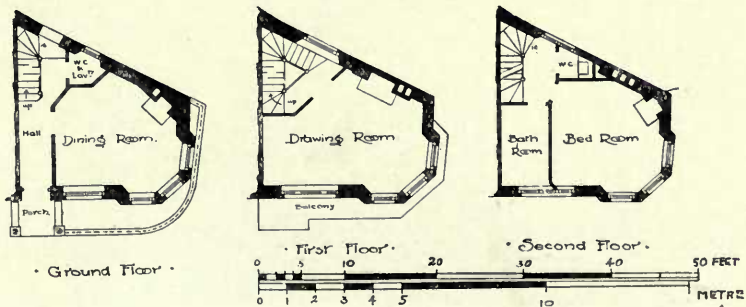 W.C.
&
Lav.ty
up
Hall
Dining Room.
Porch
· Ground Floor ·
up
Drawing Room.
Balcony
· First Floor ·
W.C.
Bath
Room
Bed Room
· Second Floor ·
0 5 10 20 30 40 50 FEET
0 1 2 3 4 5 10 METRES